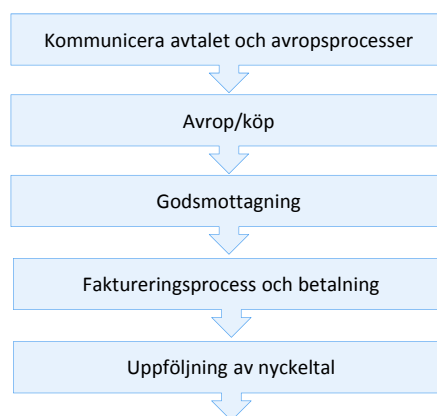 Kommunicera avtalet och avropsprocesser
Avrop/köp
Godsmottagning
Faktureringsprocess och betalning
Uppföljning av nyckeltal